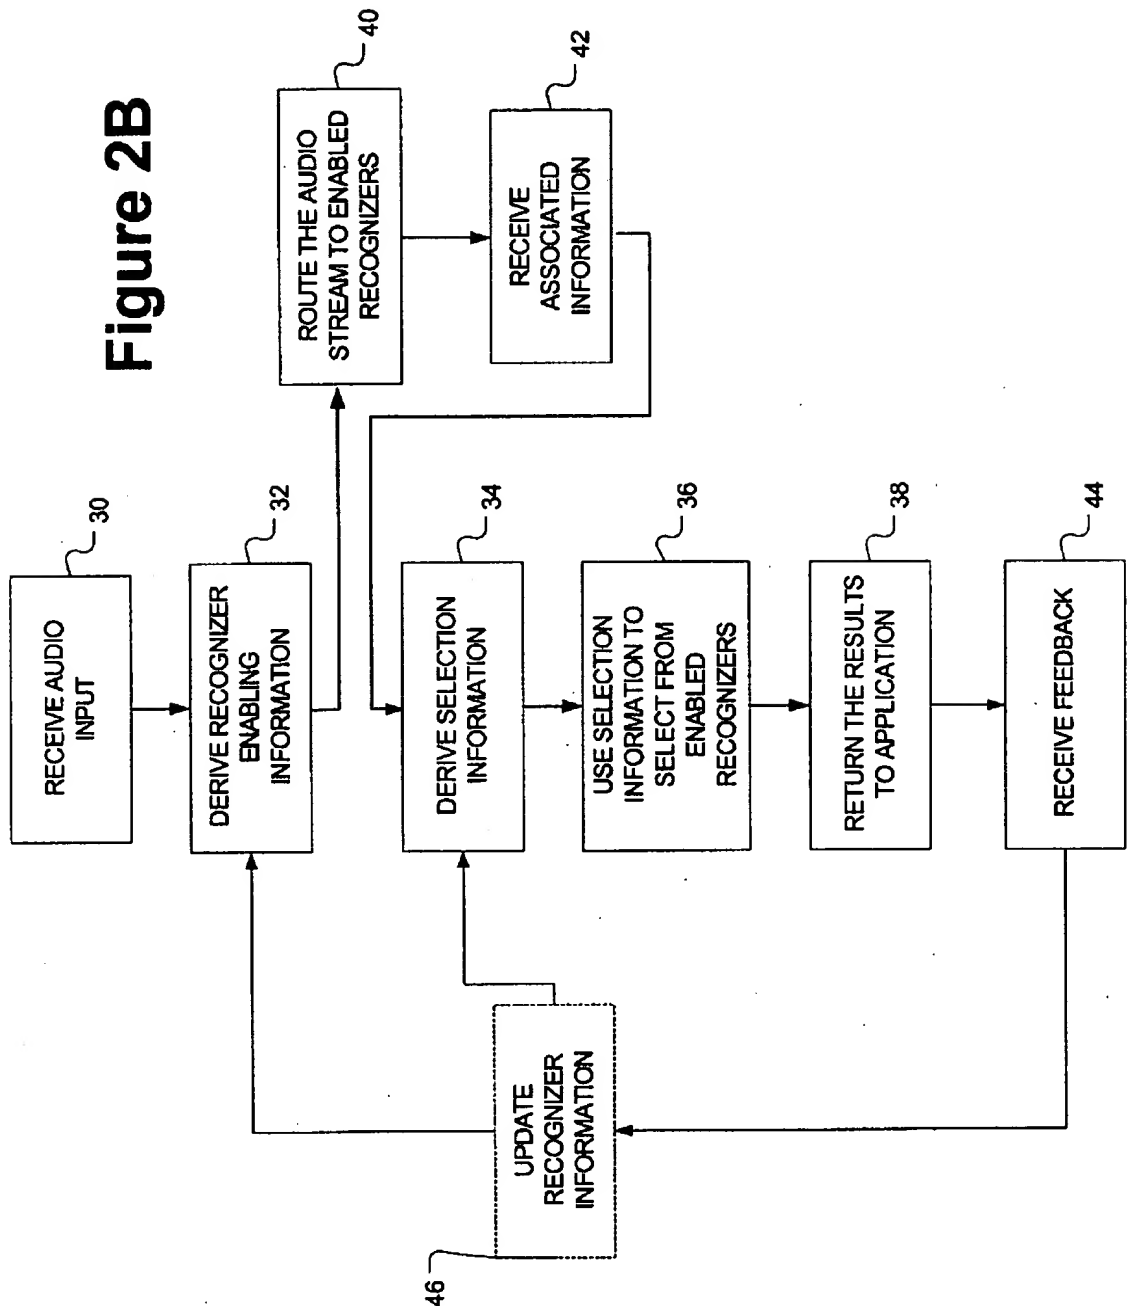 Figure 2B
RECEIVE AUDIO
INPUT
30
DERIVE RECOGNIZER
ENABLING
INFORMATION
32
ROUTE THE AUDIO
STREAM TO ENABLED
RECOGNIZERS
40
RECEIVE
ASSOCIATED
INFORMATION
42
DERIVE SELECTION
INFORMATION
34
USE SELECTION
INFORMATION TO
SELECT FROM
ENABLED
RECOGNIZERS
36
RETURN THE RESULTS
TO APPLICATION
38
RECEIVE FEEDBACK
44
UPDATE
RECOGNIZER
INFORMATION
46